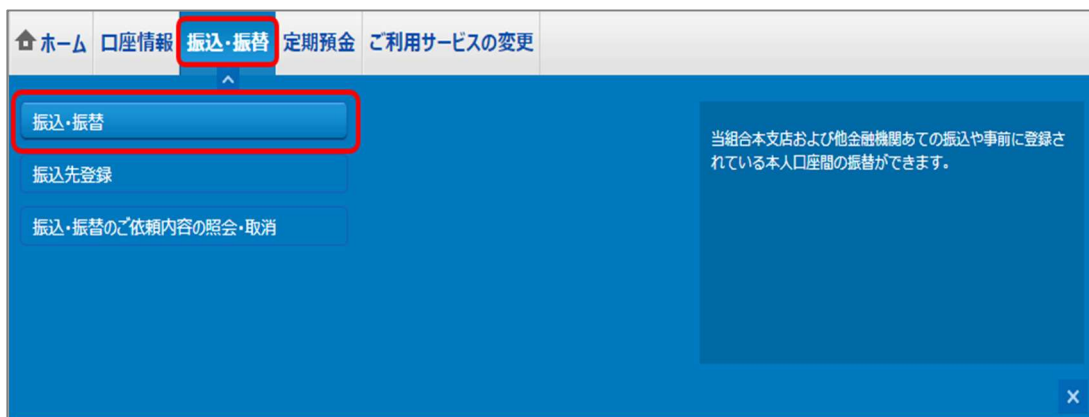 ホーム 口座情報 振込・振替 定期預金 ご利用サービスの変更
振込・振替
振込先登録
振込・振替のご依頼内容の照会・取消
当組合本支店および他金融機関あての振込や事前に登録さ
れている本人口座間の振替ができます。